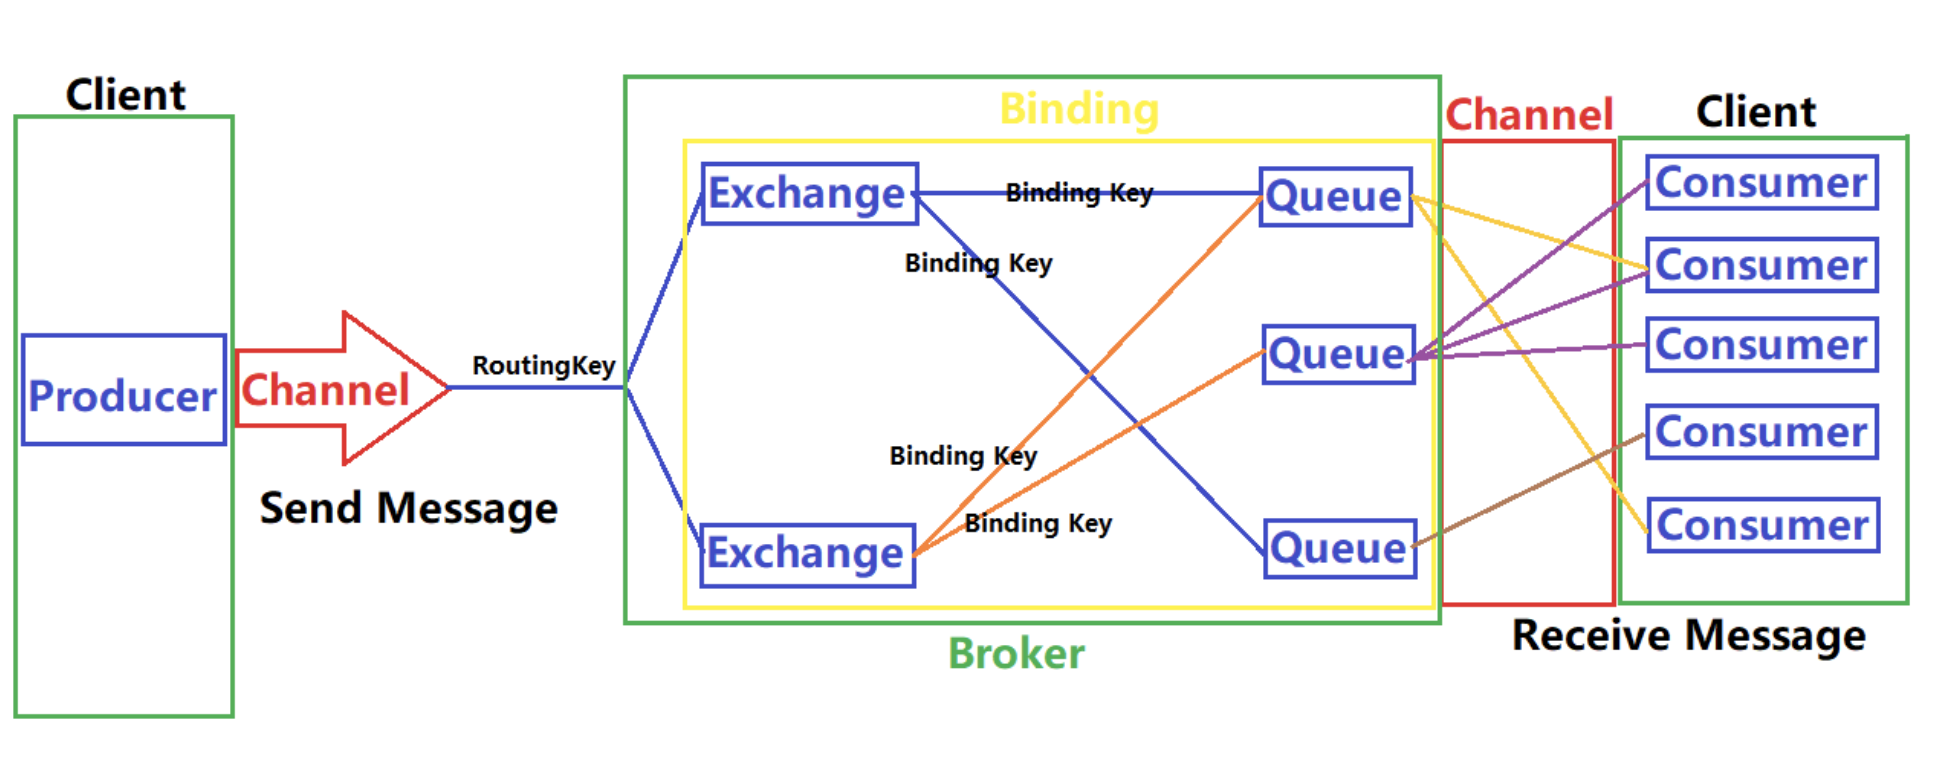 Client
Producer
Channel
Send Message
RoutingKey
Binding
Exchange
Exchange
Binding Key
Binding Key
Binding Key
Binding Key
Queue
Queue
Queue
Broker
Channel
Client
Consumer
Consumer
Consumer
Consumer
Consumer
Receive Message